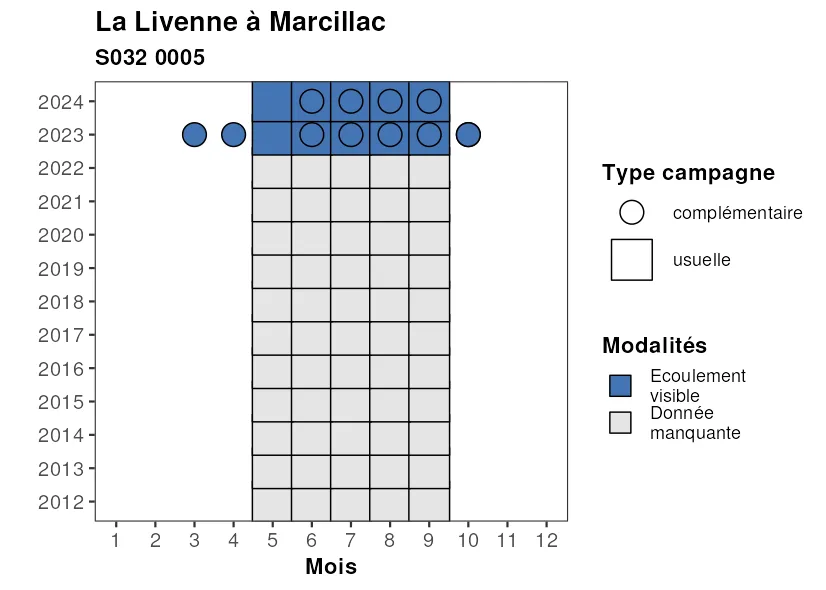 La Livenne à Marcillac
S032 0005
2024
2023
2022
2021
2020
2019
2018
2017
2016
2015
2014
2013
2012
1 2 3 4 5 6 7 8 9 10 11 12
Mois
Type campagne
complémentaire
usuelle
Modalités
Ecoulement
visible
Donnée
manquante